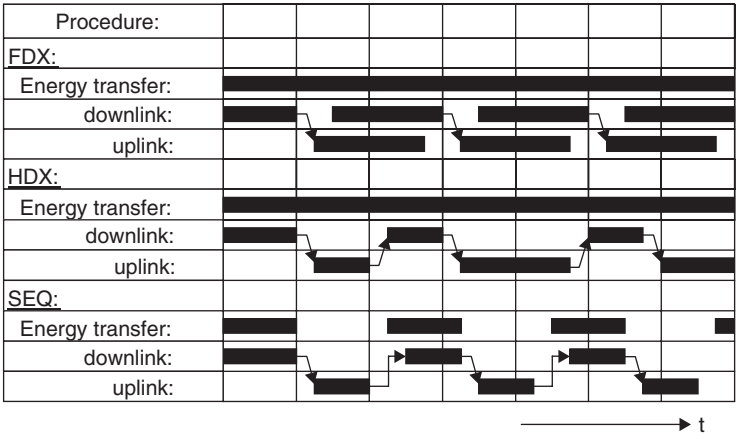 Procedure:
FDX:
Energy transfer:
downlink:
uplink:
HDX:
Energy transfer:
downlink:
uplink:
SEQ:
Energy transfer:
downlink:
uplink:
t